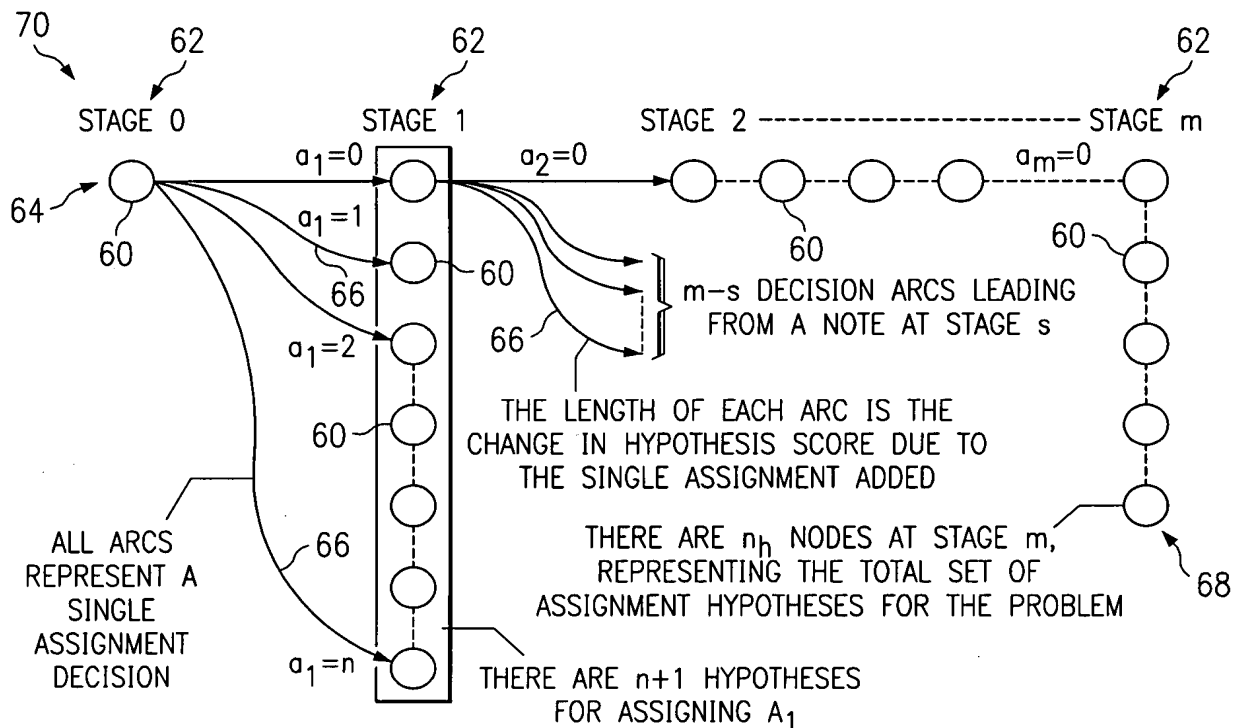 70
62
62
62
STAGE 0
STAGE 1
STAGE 2
STAGE m
a1=0
a2=0
am=0
64
60
a1=1
66
60
60
60
m-s DECISION ARCS LEADING
FROM A NOTE AT STAGE s
66
a1=2
THE LENGTH OF EACH ARC IS THE
CHANGE IN HYPOTHESIS SCORE DUE TO
THE SINGLE ASSIGNMENT ADDED
60
ALL ARCS
REPRESENT A
SINGLE
ASSIGNMENT
DECISION
66
THERE ARE nh NODES AT STAGE m,
REPRESENTING THE TOTAL SET OF
ASSIGNMENT HYPOTHESES FOR THE PROBLEM
68
a1=n
THERE ARE n+1 HYPOTHESES
FOR ASSIGNING A1